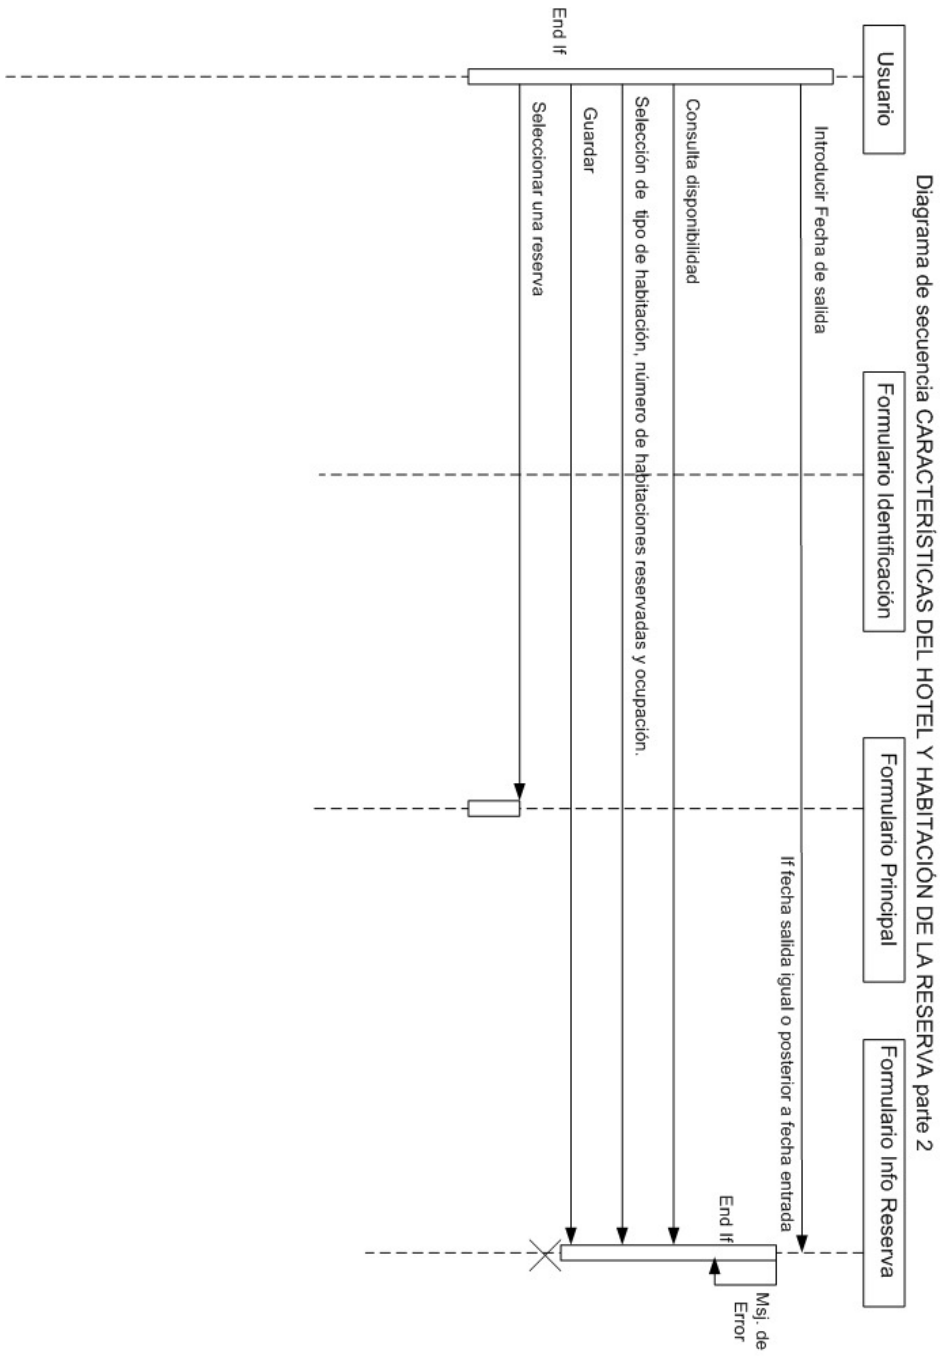 Diagrama de secuencia CARACTERÍSTICAS DEL HOTEL Y HABITACIÓN DE LA RESERVA parte 2
Usuario
Formulario Identificación
Formulario Principal
Formulario Info Reserva
Introducir Fecha de salida
If fecha salida igual o posterior a fecha entrada
Msj. de
Error
End If
Consulta disponibilidad
Selección de tipo de habitación, número de habitaciones reservadas y ocupación.
Guardar
End If
Seleccionar una reserva